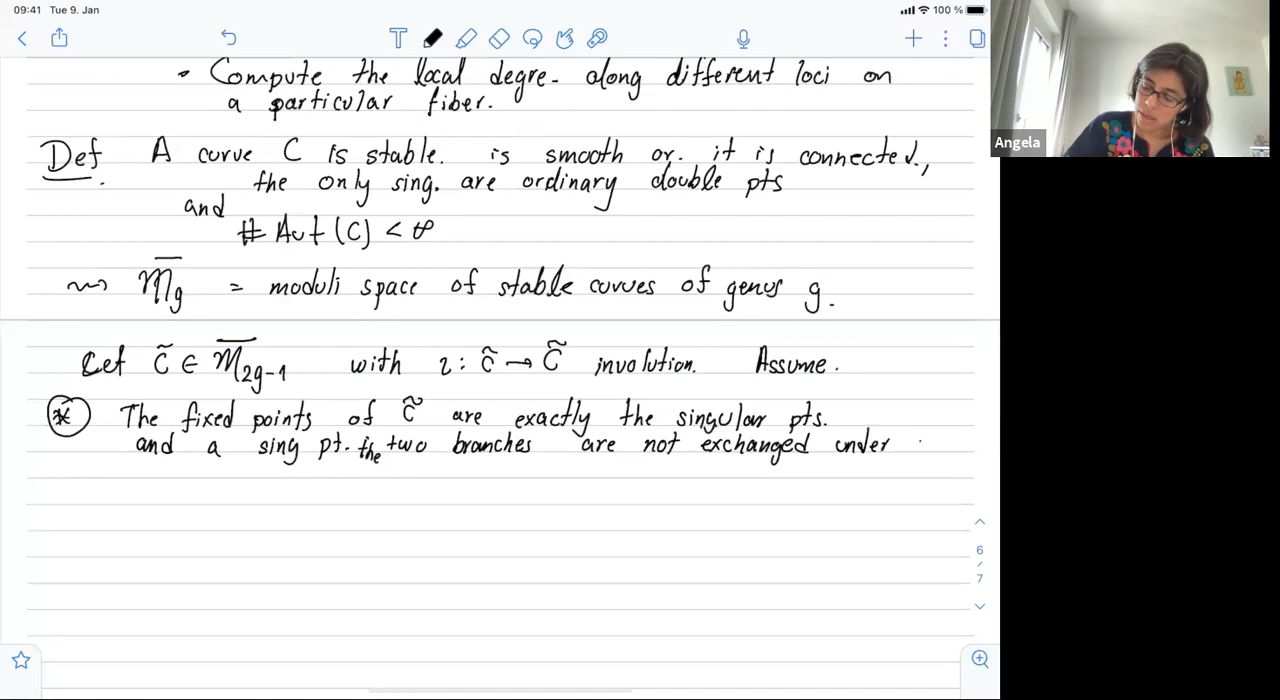 09:41 Tue 9. Jan
100 %
• Compute the local degre- along different loci on
a particular fiber.
Def. A curve C is stable. is smooth or. it is connected,
the only sing. are ordinary double pts
and
# Aut (C) < ∞
⇝ M̅g = moduli space of stable curves of genus g.
Let C̃ ∈ M̅2g-1 with ι : C̃ → C̃ involution. Assume.
(*) The fixed points of C̃ are exactly the singular pts.
and a sing pt. the two branches are not exchanged under
6
/
7
Angela